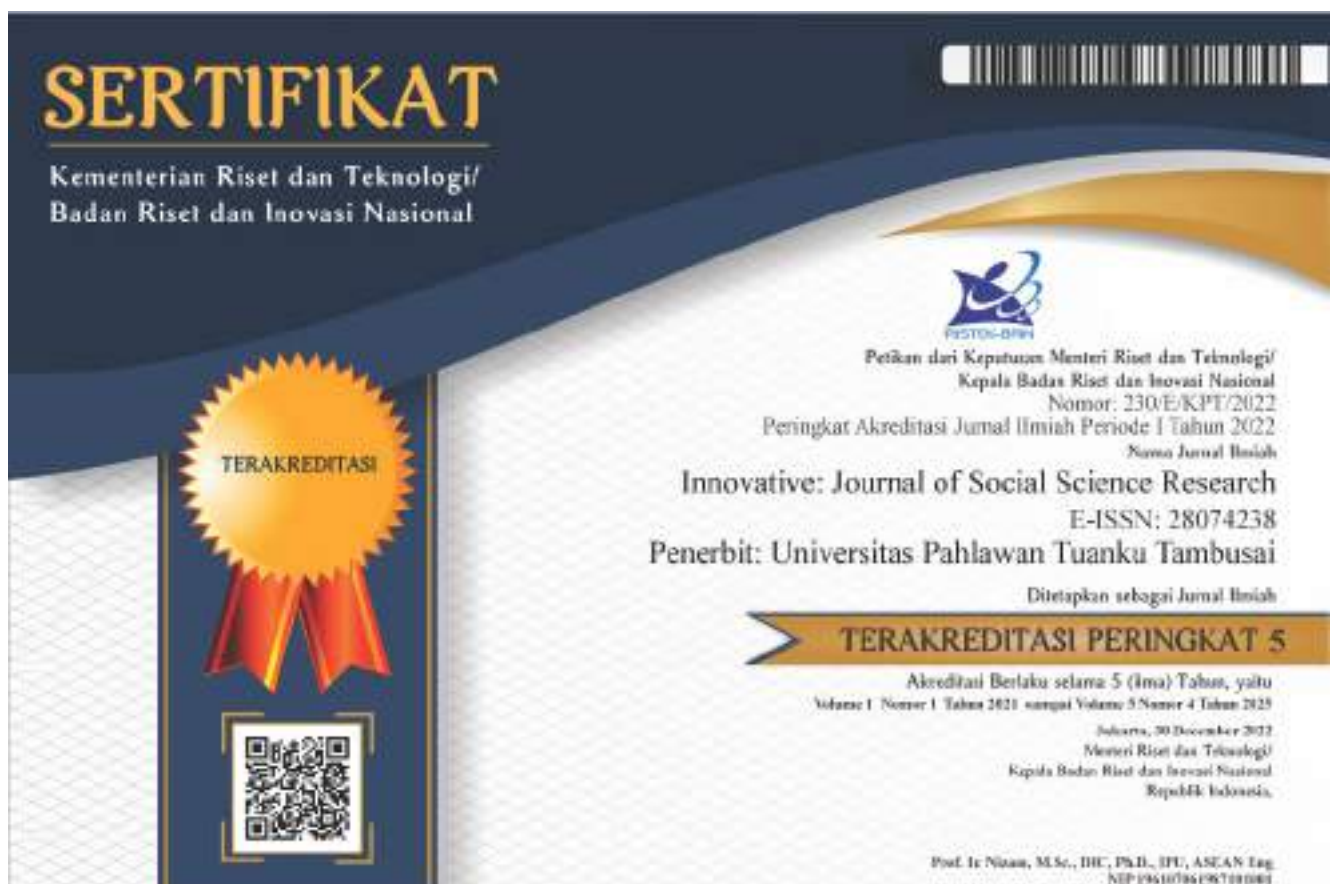 SERTIFIKAT
Kementerian Riset dan Teknologi/
Badan Riset dan Inovasi Nasional
RISTEK-BRIN
Petikan dari Keputusan Menteri Riset dan Teknologi/
Kepala Badan Riset dan Inovasi Nasional
Nomor: 230/E/KPT/2022
Peringkat Akreditasi Jurnal Ilmiah Periode I Tahun 2022
Nama Jurnal Ilmiah
Innovative: Journal of Social Science Research
E-ISSN: 28074238
Penerbit: Universitas Pahlawan Tuanku Tambusai
Ditetapkan sebagai Jurnal Ilmiah
TERAKREDITASI PERINGKAT 5
Akreditasi Berlaku selama 5 (lima) Tahun, yaitu
Volume 1 Nomor 1 Tahun 2021 sampai Volume 5 Nomor 4 Tahun 2025
Jakarta, 30 December 2022
Menteri Riset dan Teknologi/
Kepala Badan Riset dan Inovasi Nasional
Republik Indonesia,
Prof. Ir Nizam, M.Sc., DIC, Ph.D., IPU, ASEAN Eng
NIP
TERAKREDITASI